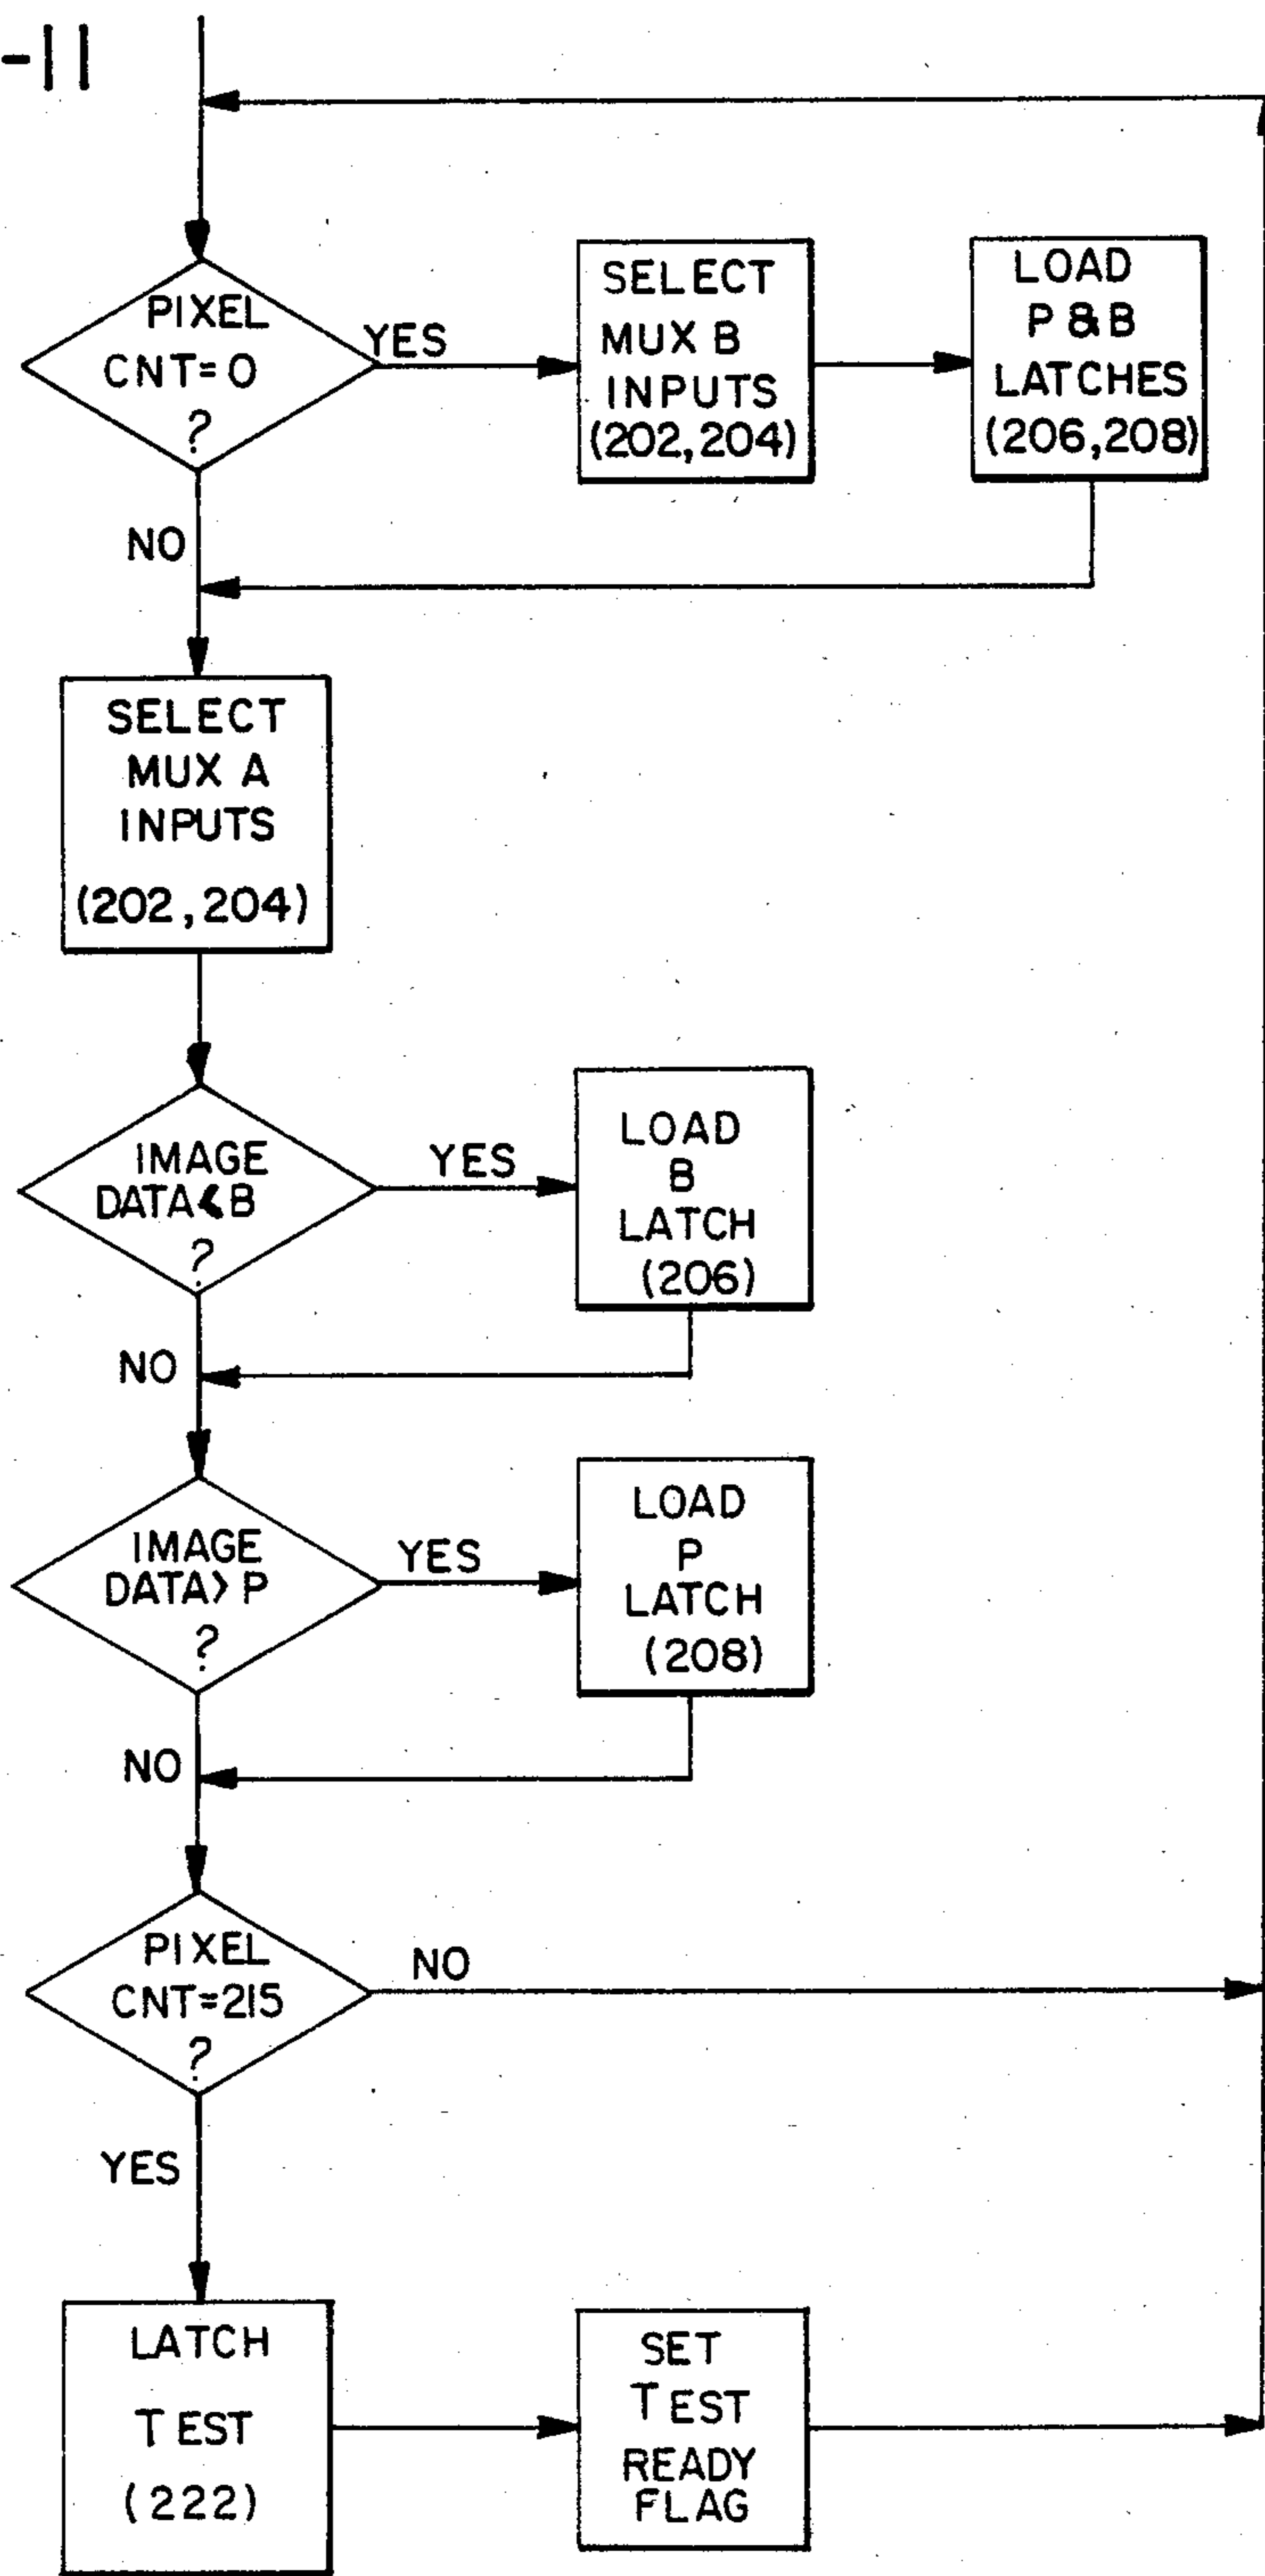 -11
PIXEL
CNT=0
?
YES
SELECT
MUX B
INPUTS
(202,204)
LOAD
P&B
LATCHES
(206,208)
NO
SELECT
MUX A
INPUTS
(202,204)
IMAGE
DATA<B
?
YES
LOAD
B
LATCH
(206)
NO
IMAGE
DATA>P
?
YES
LOAD
P
LATCH
(208)
NO
PIXEL
CNT=215
?
NO
YES
LATCH
TEST
(222)
SET
TEST
READY
FLAG